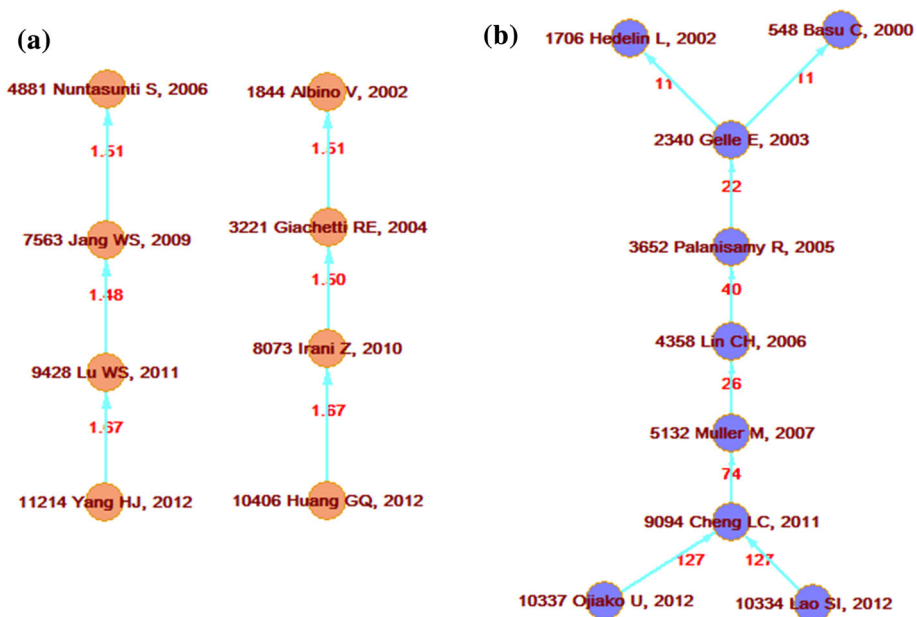 (a)
4881 Nuntasunti S, 2006
1.51
7563 Jang WS, 2009
1.48
9428 Lu WS, 2011
1.67
11214 Yang HJ, 2012
1844 Albino V, 2002
1.51
3221 Giachetti RE, 2004
1.50
8073 Irani Z, 2010
1.67
10406 Huang GQ, 2012
(b)
1706 Hedelin L, 2002
548 Basu C, 2000
11
11
2340 Gelle E, 2003
22
3652 Palanisamy R, 2005
40
4358 Lin CH, 2006
26
5132 Muller M, 2007
74
9094 Cheng LC, 2011
127
127
10337 Ojiako U, 2012
10334 Lao SI, 2012